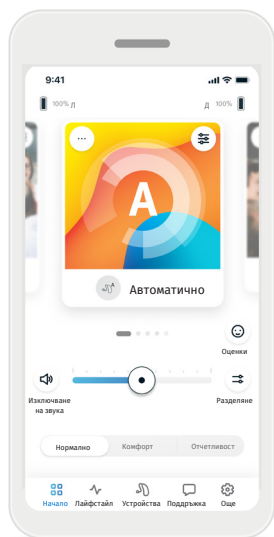 9:41
100% Л
Д 100%
A
Автоматично
Оценки
Изключване
на звука
Разделяне
Нормално Комфорт Отчетливост
Начало Лайфстайл Устройства Поддръжка Още